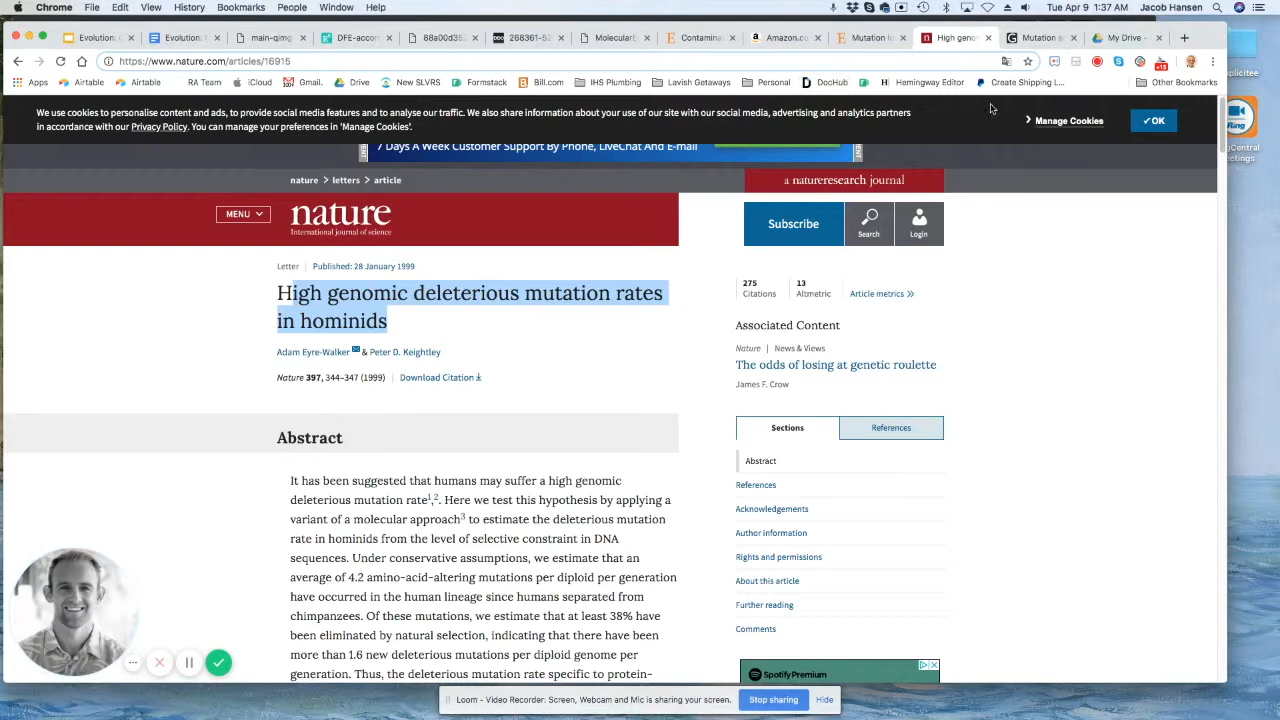 Chrome File Edit View History Bookmarks People Window Help
Tue Apr 9 1:37 AM Jacob Hansen
Evolution: Evolution: main-qimg DFE-accor 88a00d35 268361-52 MolecularE Contamina Amazon.co Mutation lo High geno Mutation a My Drive -
https://www.nature.com/articles/16915
+13
Apps Airtable Airtable RA Team iCloud Gmail Drive New SLVRS Formstack Bill.com IHS Plumbing Lavish Getaways Personal DocHub Hemingway Editor Create Shipping L... Other Bookmarks
We use cookies to personalise content and ads, to provide social media features and to analyse our traffic. We also share information about your use of our site with our social media, advertising and analytics partners
in accordance with our Privacy Policy. You can manage your preferences in 'Manage Cookies'.
Manage Cookies
✓OK
7 DAYS A WEEK Customer Support By Phone, LiveChat And E-mail
nature > letters > article
a natureresearch journal
MENU
nature
International journal of science
Subscribe
Search
Login
Letter | Published: 28 January 1999
High genomic deleterious mutation rates
in hominids
Adam Eyre-Walker & Peter D. Keightley
Nature 397, 344–347 (1999) | Download Citation
275
Citations
13
Altmetric
Article metrics »
Associated Content
Nature | News & Views
The odds of losing at genetic roulette
James F. Crow
Sections
References
Abstract
References
Acknowledgements
Author information
Rights and permissions
About this article
Further reading
Comments
Abstract
It has been suggested that humans may suffer a high genomic
deleterious mutation rate1,2. Here we test this hypothesis by applying a
variant of a molecular approach3 to estimate the deleterious mutation
rate in hominids from the level of selective constraint in DNA
sequences. Under conservative assumptions, we estimate that an
average of 4.2 amino-acid-altering mutations per diploid per generation
have occurred in the human lineage since humans separated from
chimpanzees. Of these mutations, we estimate that at least 38% have
been eliminated by natural selection, indicating that there have been
more than 1.6 new deleterious mutations per diploid genome per
generation. Thus, the deleterious mutation rate specific to protein-
Spotify Premium
Loom - Video Recorder: Screen, Webcam and Mic is sharing your screen.
Stop sharing
Hide
uplicitee
Ring
gCentral
eetings